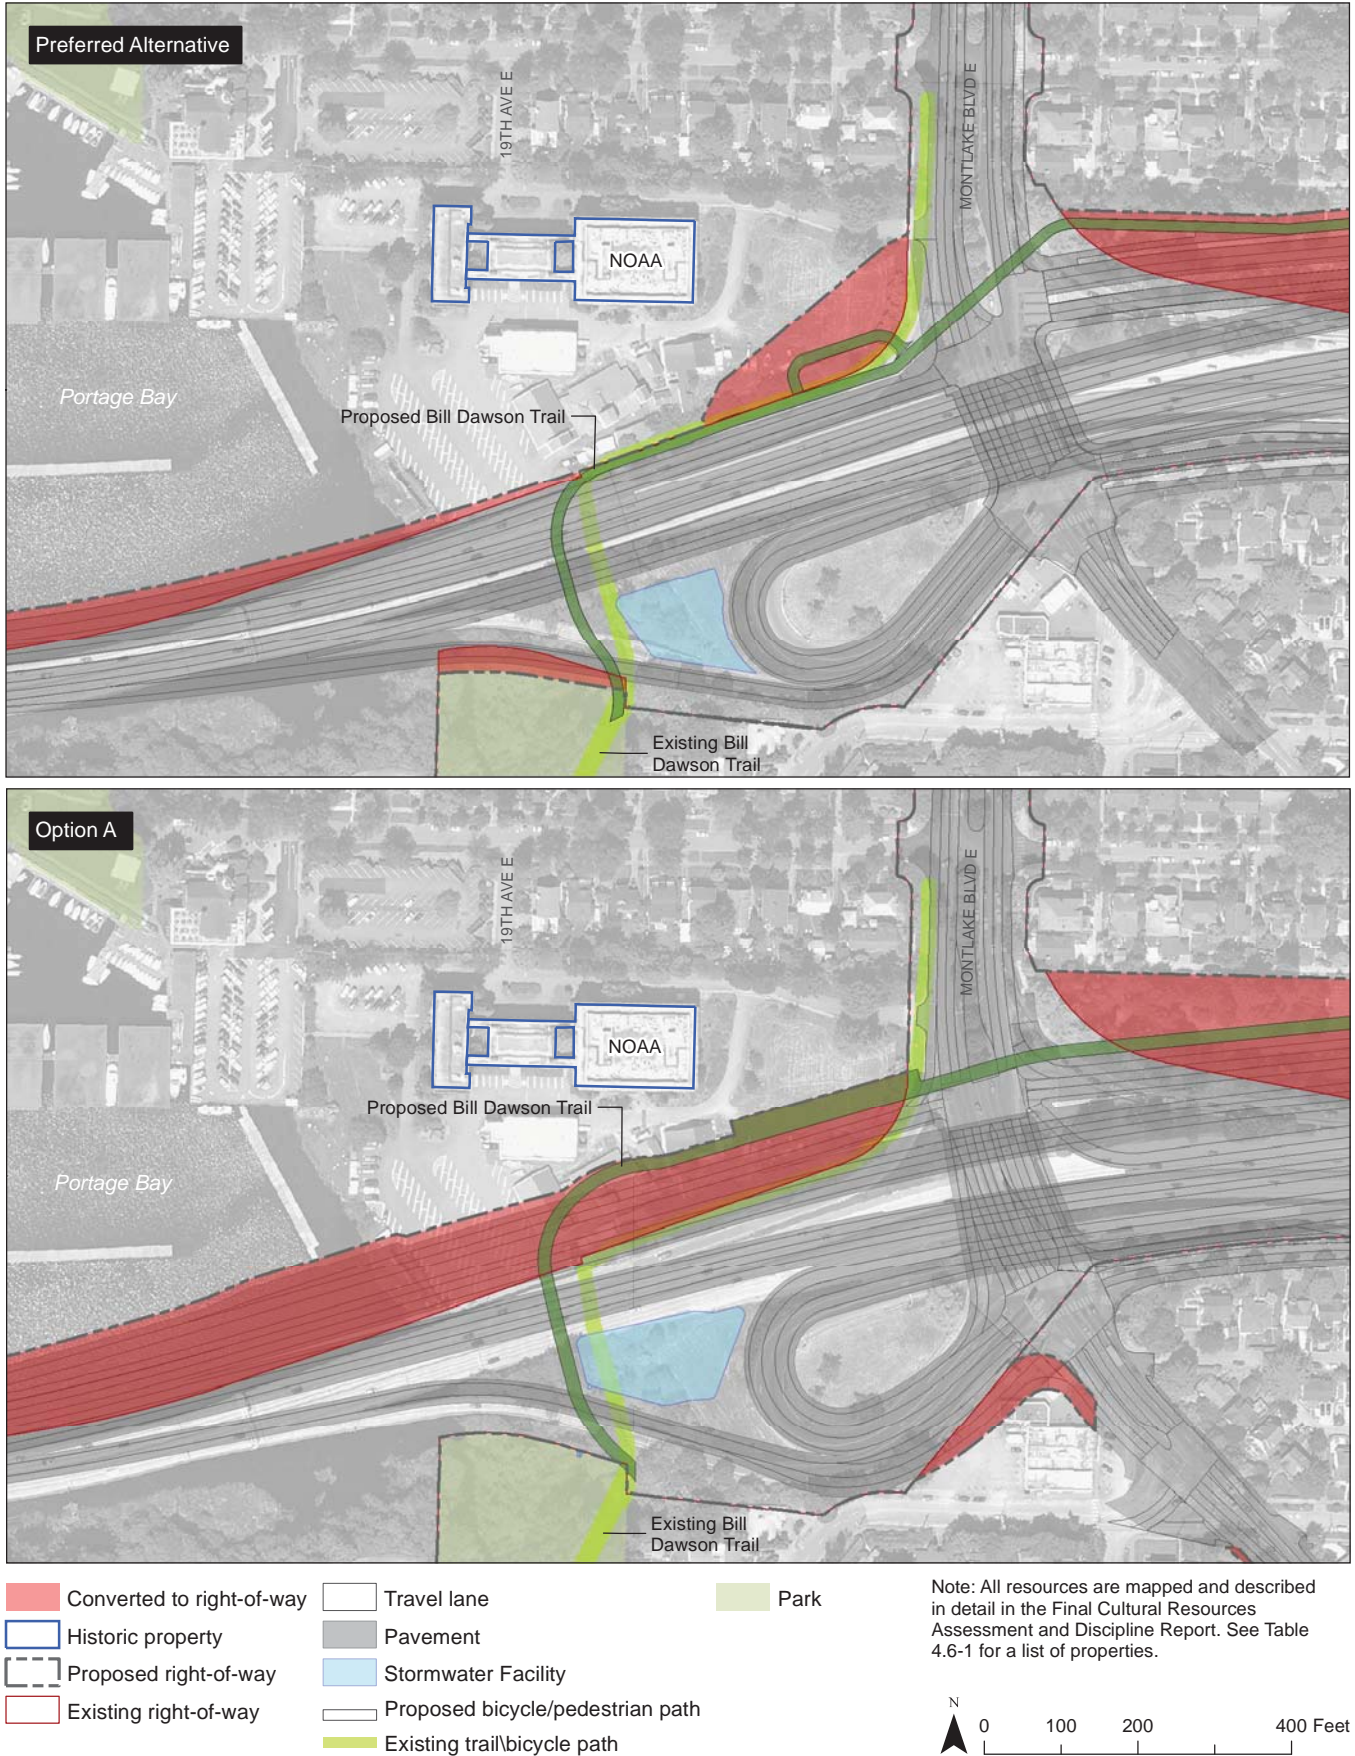 Preferred Alternative
19TH AVE E
MONTLAKE BLVD E
NOAA
Portage Bay
Proposed Bill Dawson Trail
Existing Bill
Dawson Trail
Option A
19TH AVE E
MONTLAKE BLVD E
NOAA
Proposed Bill Dawson Trail
Portage Bay
Existing Bill
Dawson Trail
Converted to right-of-way
Historic property
Proposed right-of-way
Existing right-of-way
Travel lane
Pavement
Stormwater Facility
Proposed bicycle/pedestrian path
Existing trail\bicycle path
Park
Note: All resources are mapped and described
in detail in the Final Cultural Resources
Assessment and Discipline Report. See Table
4.6-1 for a list of properties.
N
0 100 200 400 Feet